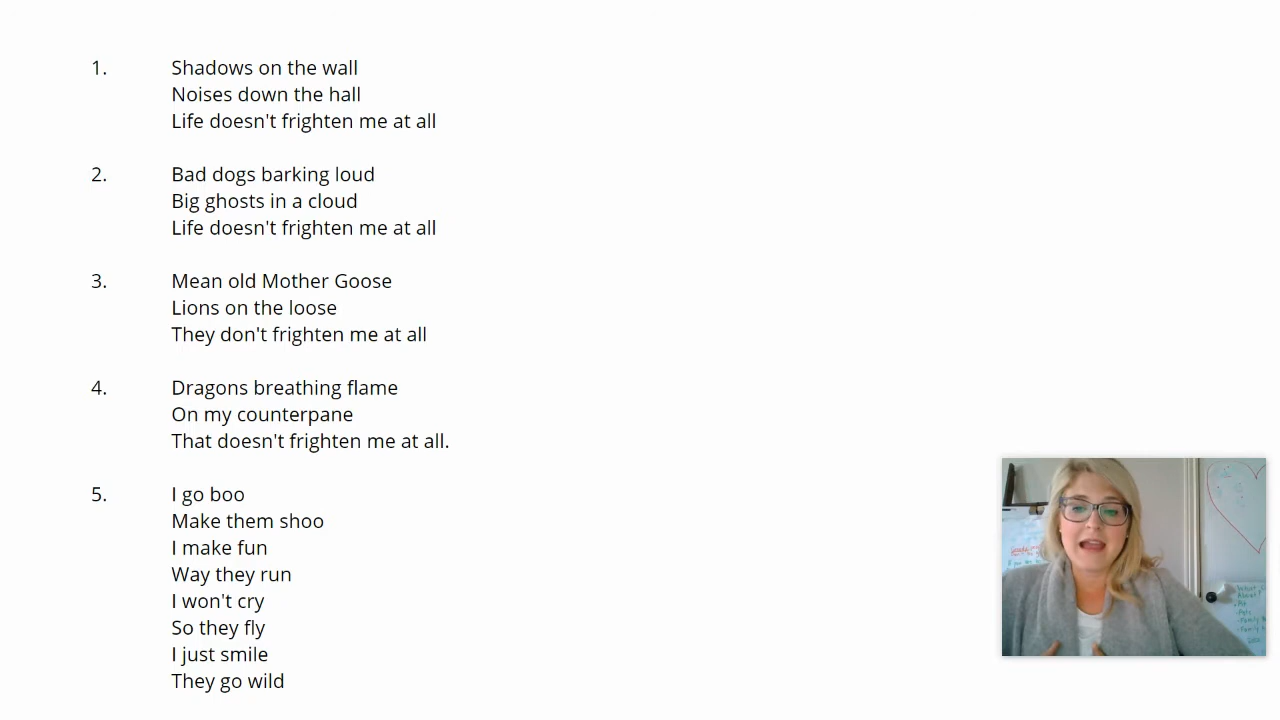 1. Shadows on the wall
Noises down the hall
Life doesn't frighten me at all
2. Bad dogs barking loud
Big ghosts in a cloud
Life doesn't frighten me at all
3. Mean old Mother Goose
Lions on the loose
They don't frighten me at all
4. Dragons breathing flame
On my counterpane
That doesn't frighten me at all.
5. I go boo
Make them shoo
I make fun
Way they run
I won't cry
So they fly
I just smile
They go wild